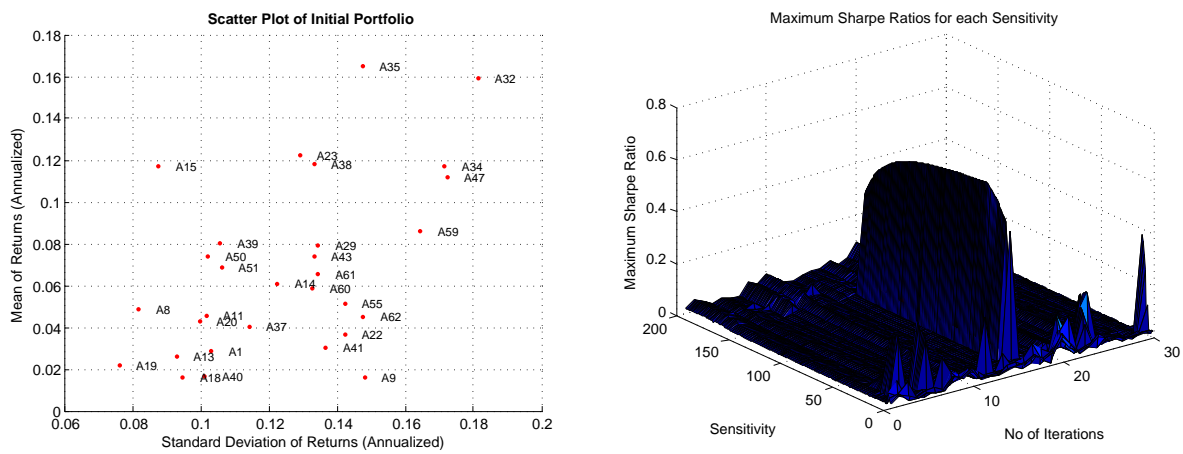 Scatter Plot of Initial Portfolio
0.18
0.16
0.14
0.12
0.1
0.08
0.06
0.04
0.02
0
Mean of Returns (Annualized)
A35
A32
A23
A38
A15
A34
A47
A59
A39
A29
A50
A43
A51
A61
A14
A60
A8
A55
A11
A62
A20
A37
A22
A41
A1
A13
A19
A18
A40
A9
0.06
0.08
0.1
0.12
0.14
0.16
0.18
0.2
Standard Deviation of Returns (Annualized)
Maximum Sharpe Ratios for each Sensitivity
0.8
0.6
0.4
0.2
0
Maximum Sharpe Ratio
200
150
100
50
0
Sensitivity
0
10
20
30
No of Iterations